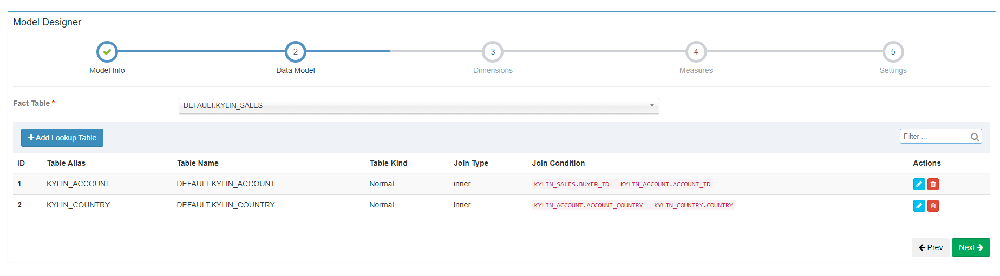 Model Designer
2 3 4 5
Model Info Data Model Dimensions Measures Settings
Fact Table * DEFAULT.KYLIN_SALES
Add Lookup Table Filter ...
ID Table Alias Table Name Table Kind Join Type Join Condition Actions
1 KYLIN_ACCOUNT DEFAULT.KYLIN_ACCOUNT Normal inner KYLIN_SALES.BUYER_ID = KYLIN_ACCOUNT.ACCOUNT_ID
2 KYLIN_COUNTRY DEFAULT.KYLIN_COUNTRY Normal inner KYLIN_ACCOUNT.ACCOUNT_COUNTRY = KYLIN_COUNTRY.COUNTRY
Prev Next